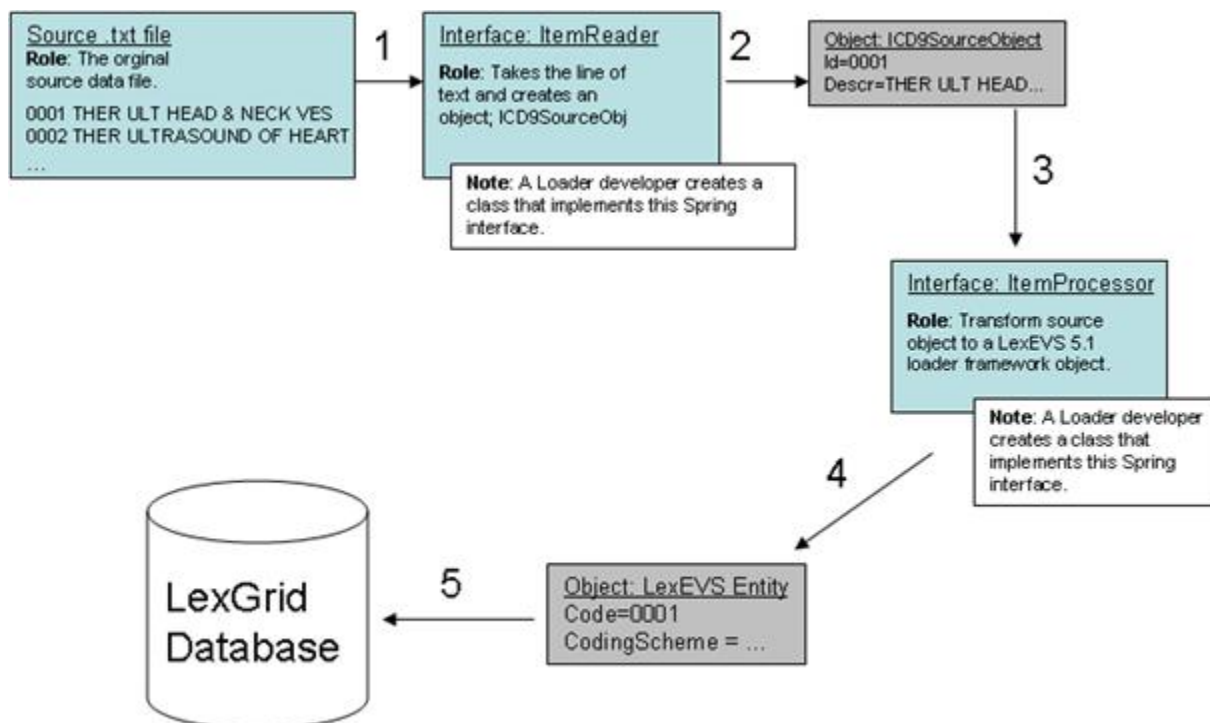 Source .txt file
Role: The orginal
source data file.
0001 THER ULT HEAD & NECK VES
0002 THER ULTRASOUND OF HEART
...
1
Interface: ItemReader
Role: Takes the line of
text and creates an
object; ICD9SourceObj
Note: A Loader developer creates a
class that implements this Spring
interface.
2
Object: ICD9SourceObject
Id=0001
Descr=THER ULT HEAD...
3
Interface: ItemProcessor
Role: Transform source
object to a LexEVS 5.1
loader framework object.
Note: A Loader developer
creates a class that
implements this Spring
interface.
4
Object: LexEVS Entity
Code=0001
CodingScheme = ...
5
LexGrid
Database